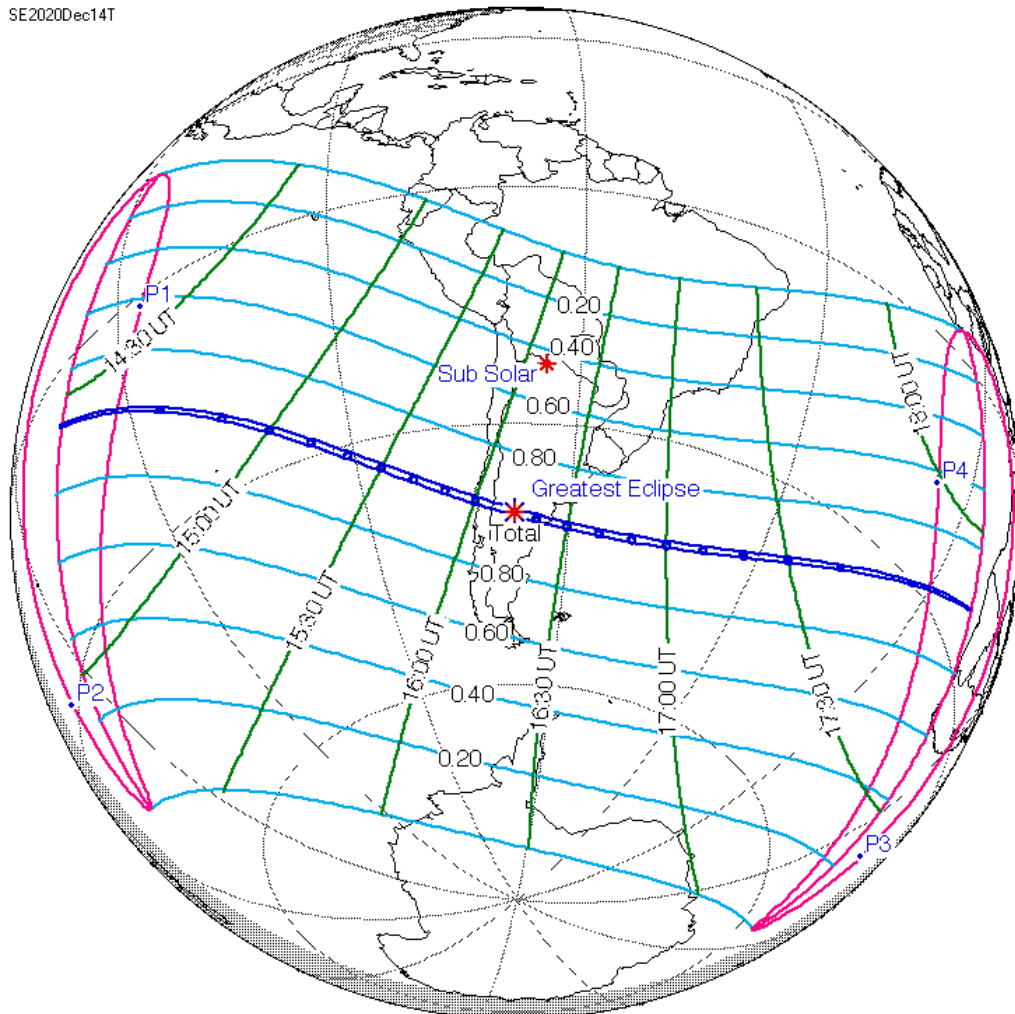 SE2020Dec14T
P1
14:30 UT
0.20
0.40
Sub Solar
0.60
18:00 UT
0.80
P4
Greatest Eclipse
15:00 UT
Total
0.80
15:30 UT
0.60
16:00 UT
16:30 UT
17:00 UT
17:30 UT
P2
0.40
0.20
P3